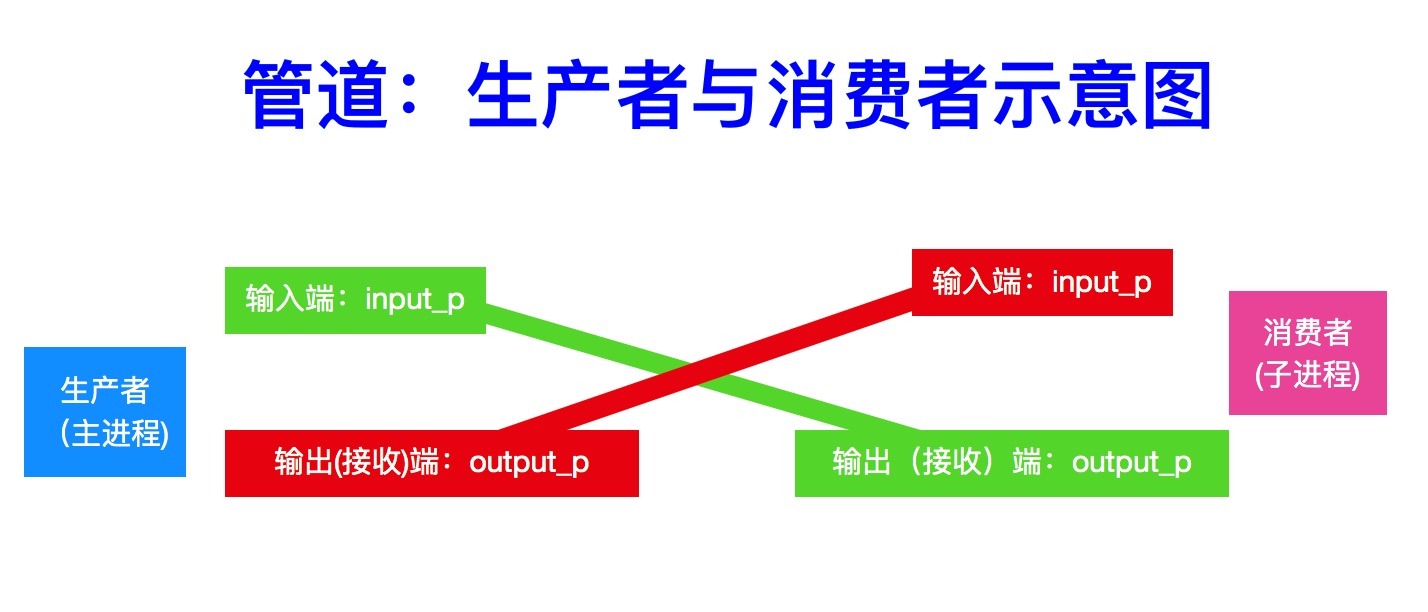 管道：生产者与消费者示意图
输入端：input_p
输入端：input_p
生产者
（主进程)
消费者
(子进程)
输出(接收)端：output_p
输出（接收）端：output_p